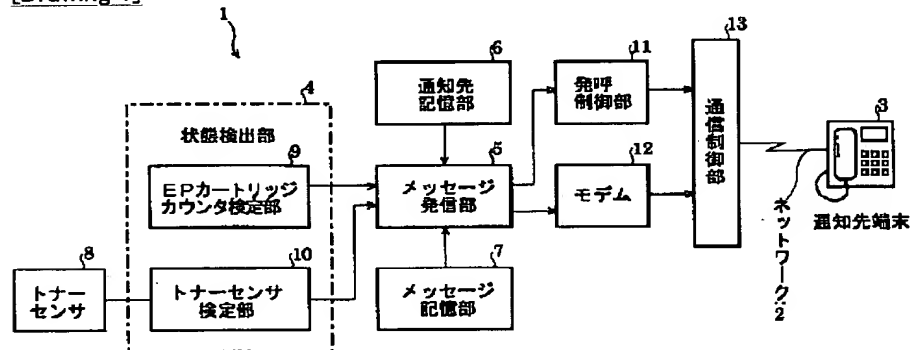 1
4
状態検出部
9
EPカートリッジ
カウンタ検定部
8
トナー
センサ
10
トナーセンサ
検定部
6
通知先
記憶部
5
メッセージ
発信部
7
メッセージ
記憶部
11
発呼
制御部
12
モデム
13
通信制御部
ネットワーク2
3
通知先端末